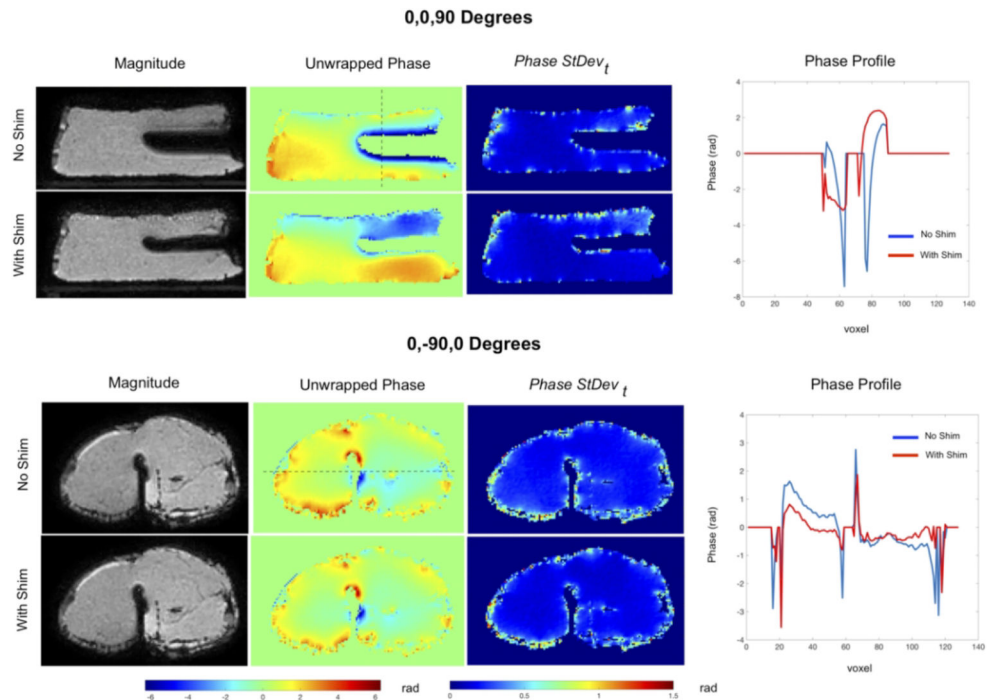 0,0,90 Degrees
Magnitude
Unwrapped Phase
Phase StDev t
Phase Profile
No Shim
With Shim
Phase (rad)
4
2
0
-2
-4
-6
-8
No Shim
With Shim
0 20 40 60 80 100 120 140
voxel
0,-90,0 Degrees
Magnitude
Unwrapped Phase
Phase StDev t
Phase Profile
No Shim
With Shim
Phase (rad)
4
3
2
1
0
-1
-2
-3
-4
No Shim
With Shim
0 20 40 60 80 100 120 140
voxel
-6 -4 -2 0 2 4 6 rad
0 0.5 1 1.5 rad